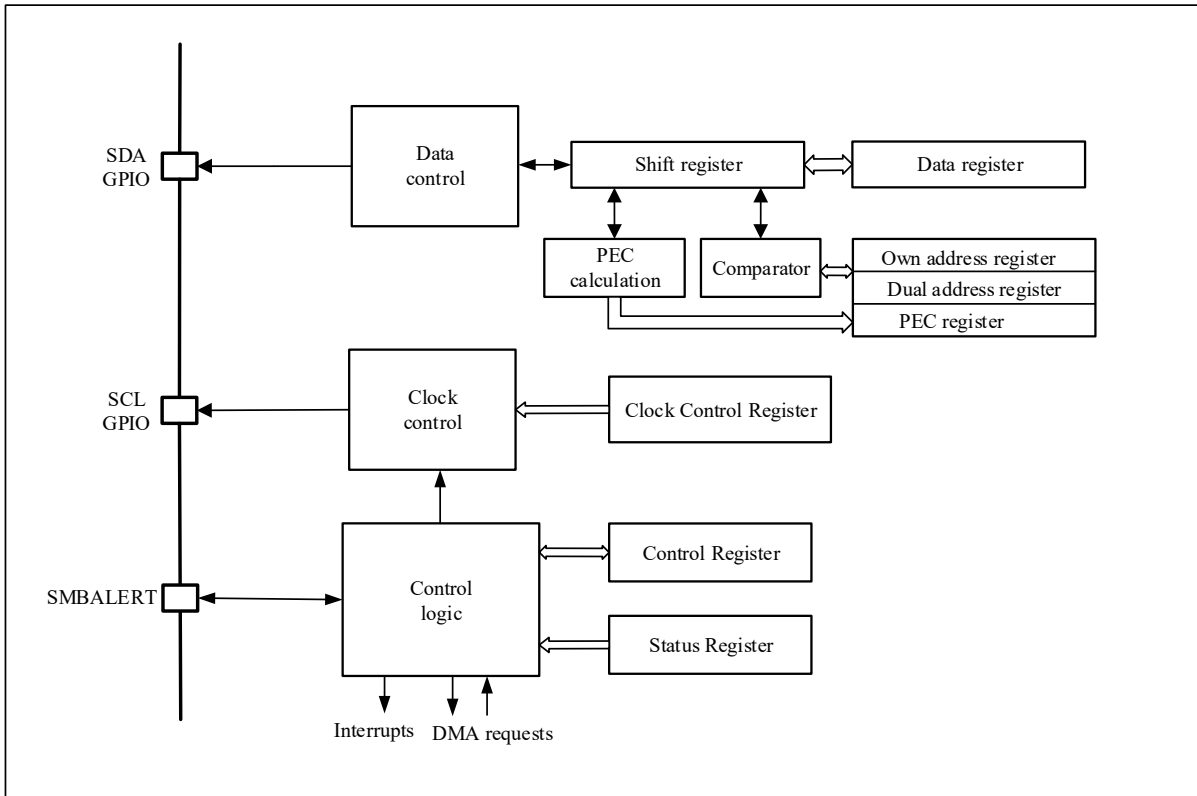 SDA
GPIO
Data
control
Shift register
Data register
PEC
calculation
Comparator
Own address register
Dual address register
PEC register
SCL
GPIO
Clock
control
Clock Control Register
SMBALERT
Control
logic
Control Register
Status Register
Interrupts
DMA requests